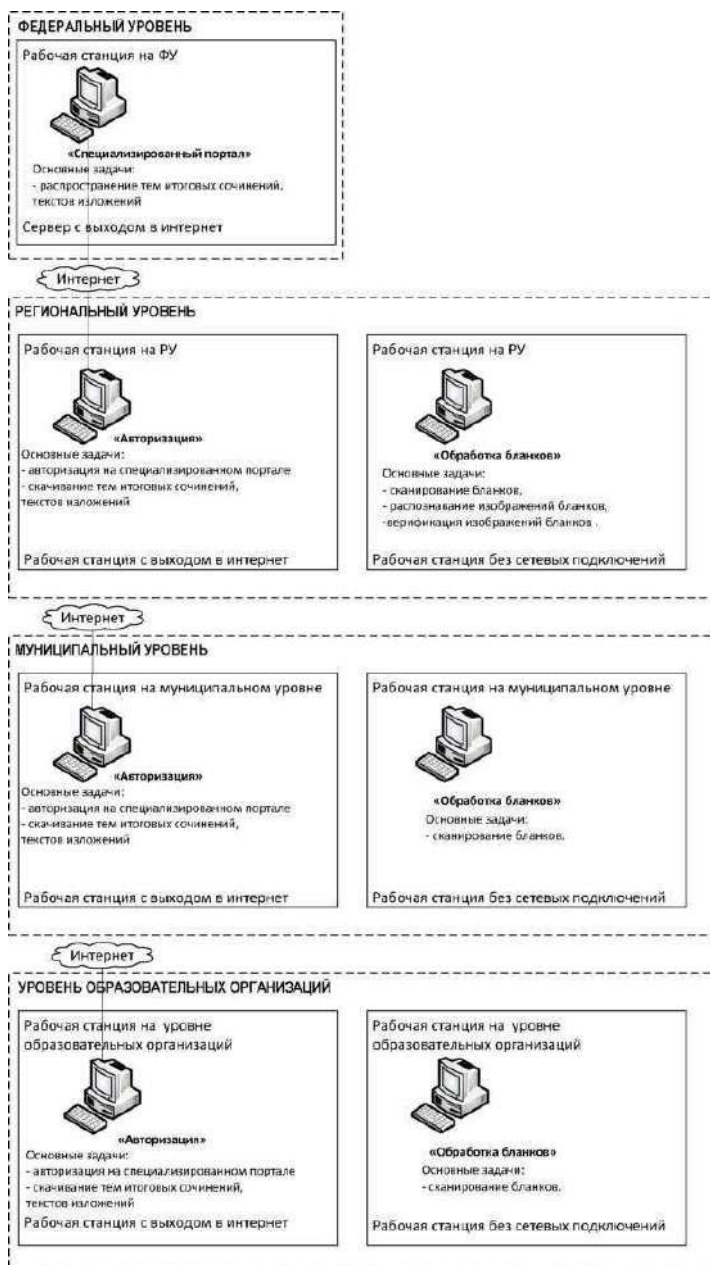 ФЕДЕРАЛЬНЫЙ УРОВЕНЬ
Рабочая станция на ФУ
«Специализированный портал»
Основные задачи:
- распространение тем итоговых сочинений,
текстов изложений
Сервер с выходом в интернет
Интернет
РЕГИОНАЛЬНЫЙ УРОВЕНЬ
Рабочая станция на РУ
«Авторизация»
Основные задачи:
- авторизация на специализированном портале
- скачивание тем итоговых сочинений,
текстов изложений
Рабочая станция с выходом в интернет
Рабочая станция на РУ
«Обработка бланков»
Основные задачи:
- сканирование бланков,
- распознавание изображений бланков,
-верификация изображений бланков .
Рабочая станция без сетевых подключений
Интернет
МУНИЦИПАЛЬНЫЙ УРОВЕНЬ
Рабочая станция на муниципальном уровне
«Авторизация»
Основные задачи:
- авторизация на специализированном портале
- скачивание тем итоговых сочинений,
текстов изложений
Рабочая станция с выходом в интернет
Рабочая станция на муниципальном уровне
«Обработка бланков»
Основные задачи:
- сканирование бланков.
Рабочая станция без сетевых подключений
Интернет
УРОВЕНЬ ОБРАЗОВАТЕЛЬНЫХ ОРГАНИЗАЦИЙ
Рабочая станция на уровне
образовательных организаций
«Авторизация»
Основные задачи:
- авторизация на специализированном портале
- скачивание тем итоговых сочинений,
текстов изложений
Рабочая станция с выходом в интернет
Рабочая станция на уровне
образовательных организаций
«Обработка бланков»
Основные задачи:
- сканирование бланков.
Рабочая станция без сетевых подключений